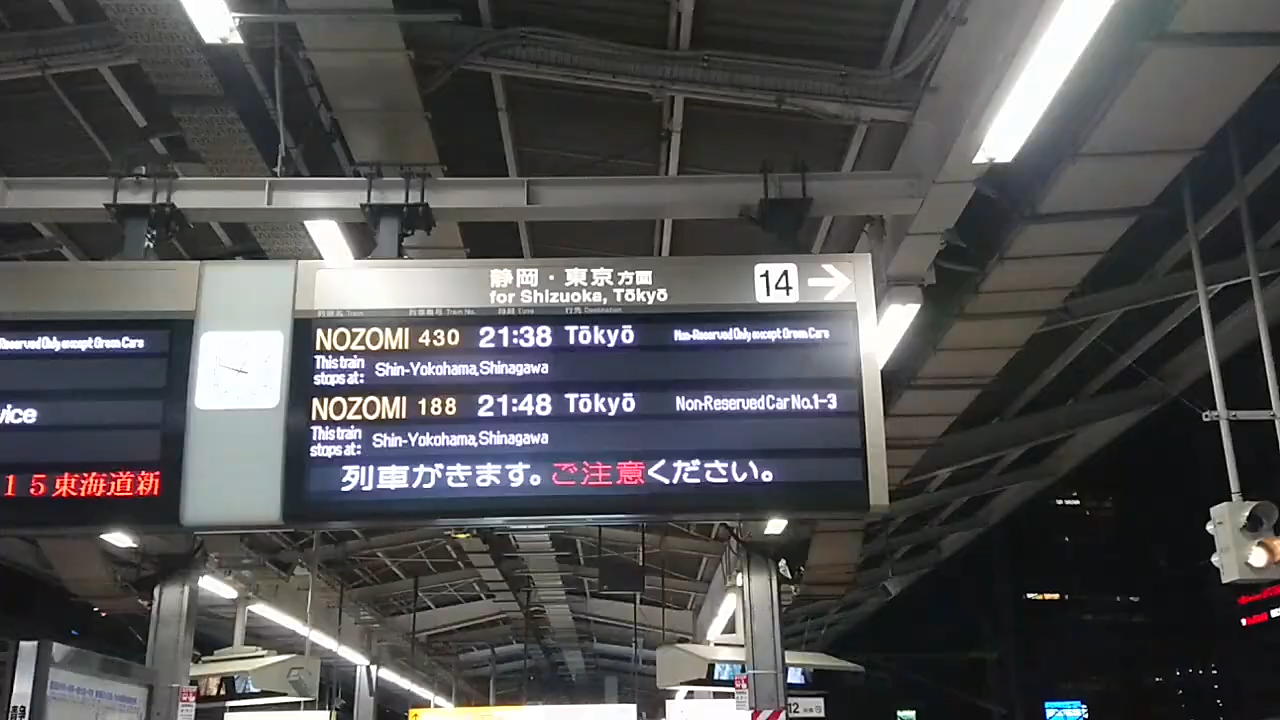 静岡・東京方面
for Shizuoka, Tōkyō
14
Reserved Only except Green Cars
NOZOMI 430 21:38 Tōkyō Non-Reserved Only except Green Cars
This train stops at: Shin-Yokohama,Shinagawa
vice
NOZOMI 188 21:48 Tōkyō Non-Reserved Car No.1-3
This train stops at: Shin-Yokohama,Shinagawa
15東海道新
列車がきます。ご注意ください。
12